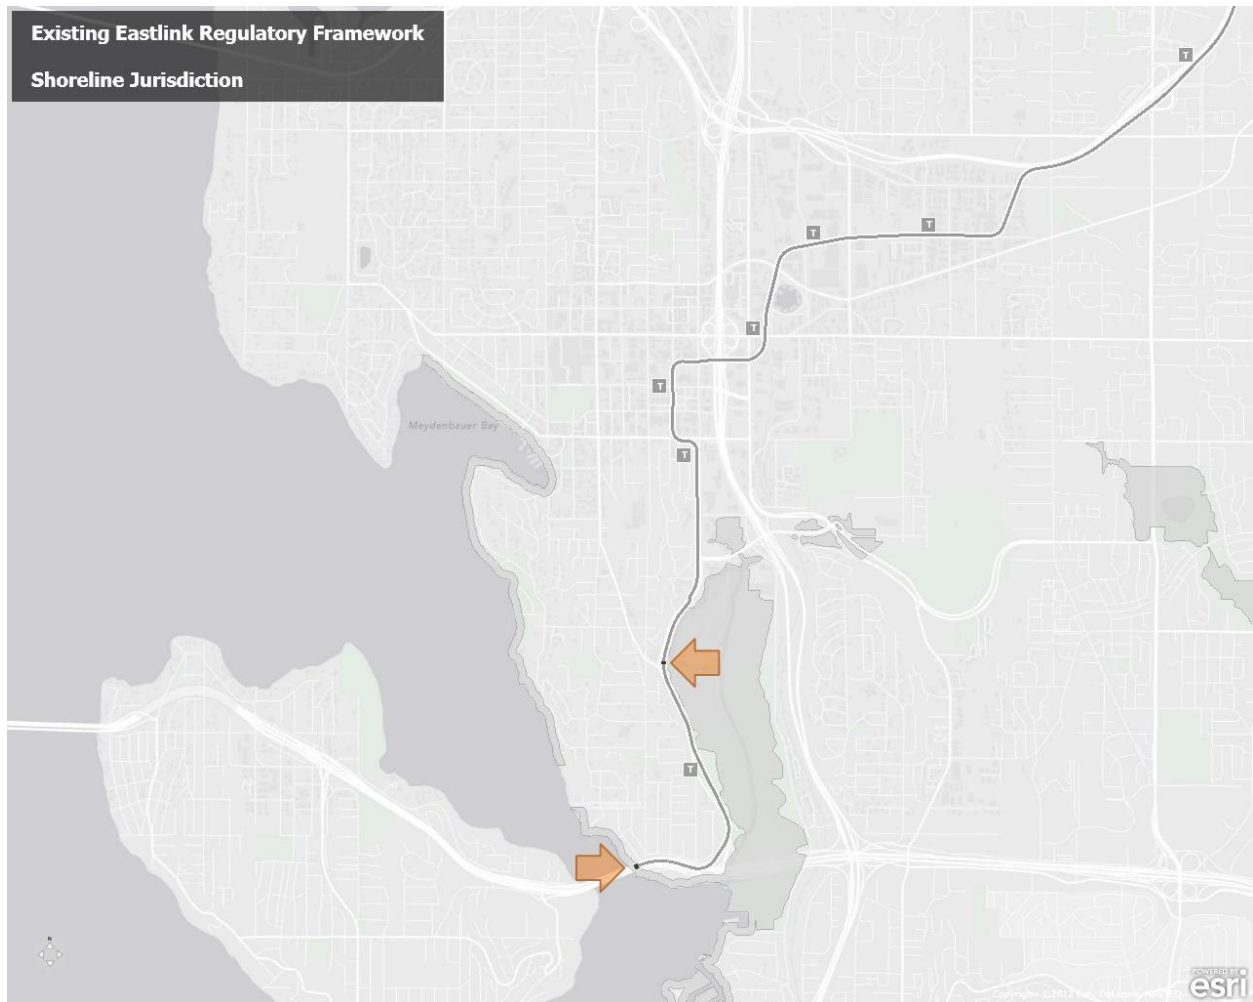 Existing Eastlink Regulatory Framework
Shoreline Jurisdiction
T
T
T
T
T
Meydenbauer Bay
T
T
N
POWERED BY
esri